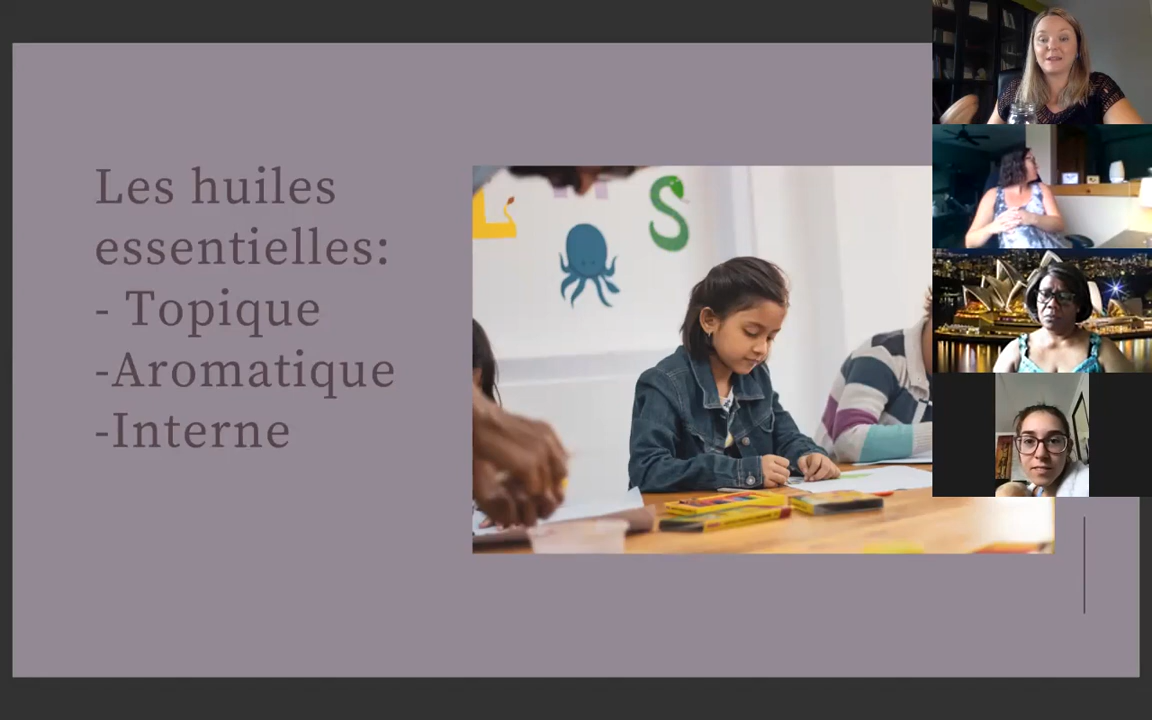 Les huiles
essentielles:
- Topique
-Aromatique
-Interne